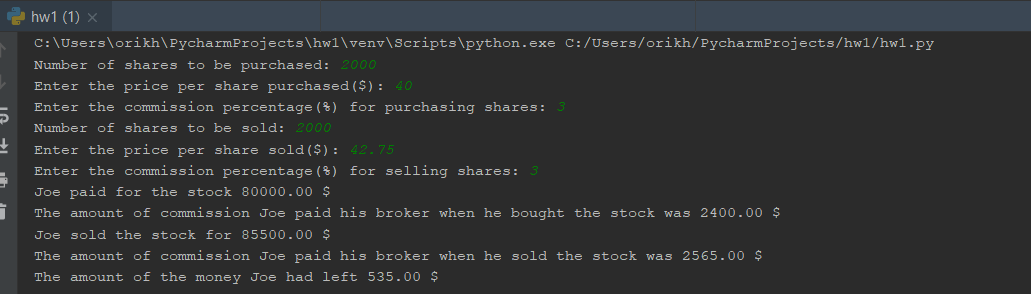 hw1 (1)
C:\Users\orikh\PycharmProjects\hw1\venv\Scripts\python.exe C:/Users/orikh/PycharmProjects/hw1/hw1.py
Number of shares to be purchased: 2000
Enter the price per share purchased($): 40
Enter the commission percentage(%) for purchasing shares: 3
Number of shares to be sold: 2000
Enter the price per share sold($): 42.75
Enter the commission percentage(%) for selling shares: 3
Joe paid for the stock 80000.00 $
The amount of commission Joe paid his broker when he bought the stock was 2400.00 $
Joe sold the stock for 85500.00 $
The amount of commission Joe paid his broker when he sold the stock was 2565.00 $
The amount of the money Joe had left 535.00 $